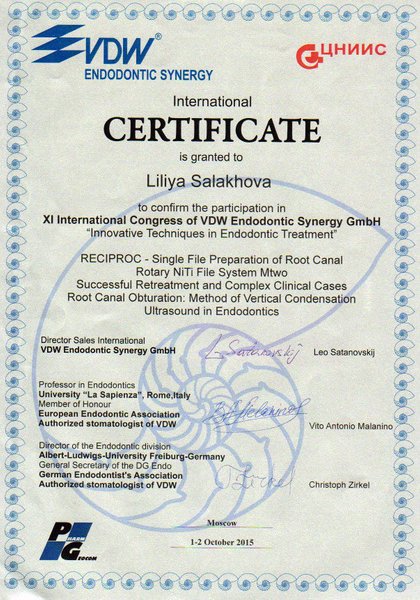 VDW®
ENDODONTIC SYNERGY
ЦНИИС
International
CERTIFICATE
is granted to
Liliya Salakhova
to confirm the participation in
XI International Congress of VDW Endodontic Synergy GmbH
“Innovative Techniques in Endodontic Treatment”
RECIPROC - Single File Preparation of Root Canal
Rotary NiTi File System Mtwo
Successful Retreatment and Complex Clinical Cases
Root Canal Obturation: Method of Vertical Condensation
Ultrasound in Endodontics
Director Sales International
VDW Endodontic Synergy GmbH
L. Satanovskij
Leo Satanovskij
Professor in Endodontics
University “La Sapienza”, Rome,Italy
Member of Honour
European Endodontic Association
Authorized stomatologist of VDW
Vito Antonio Malanino
Director of the Endodontic division
Albert-Ludwigs-University Freiburg-Germany
General Secretary of the DG Endo
German Endodontist's Association
Authorized stomatologist of VDW
Christoph Zirkel
PHARM
GEOCOM
Moscow
1-2 October 2015